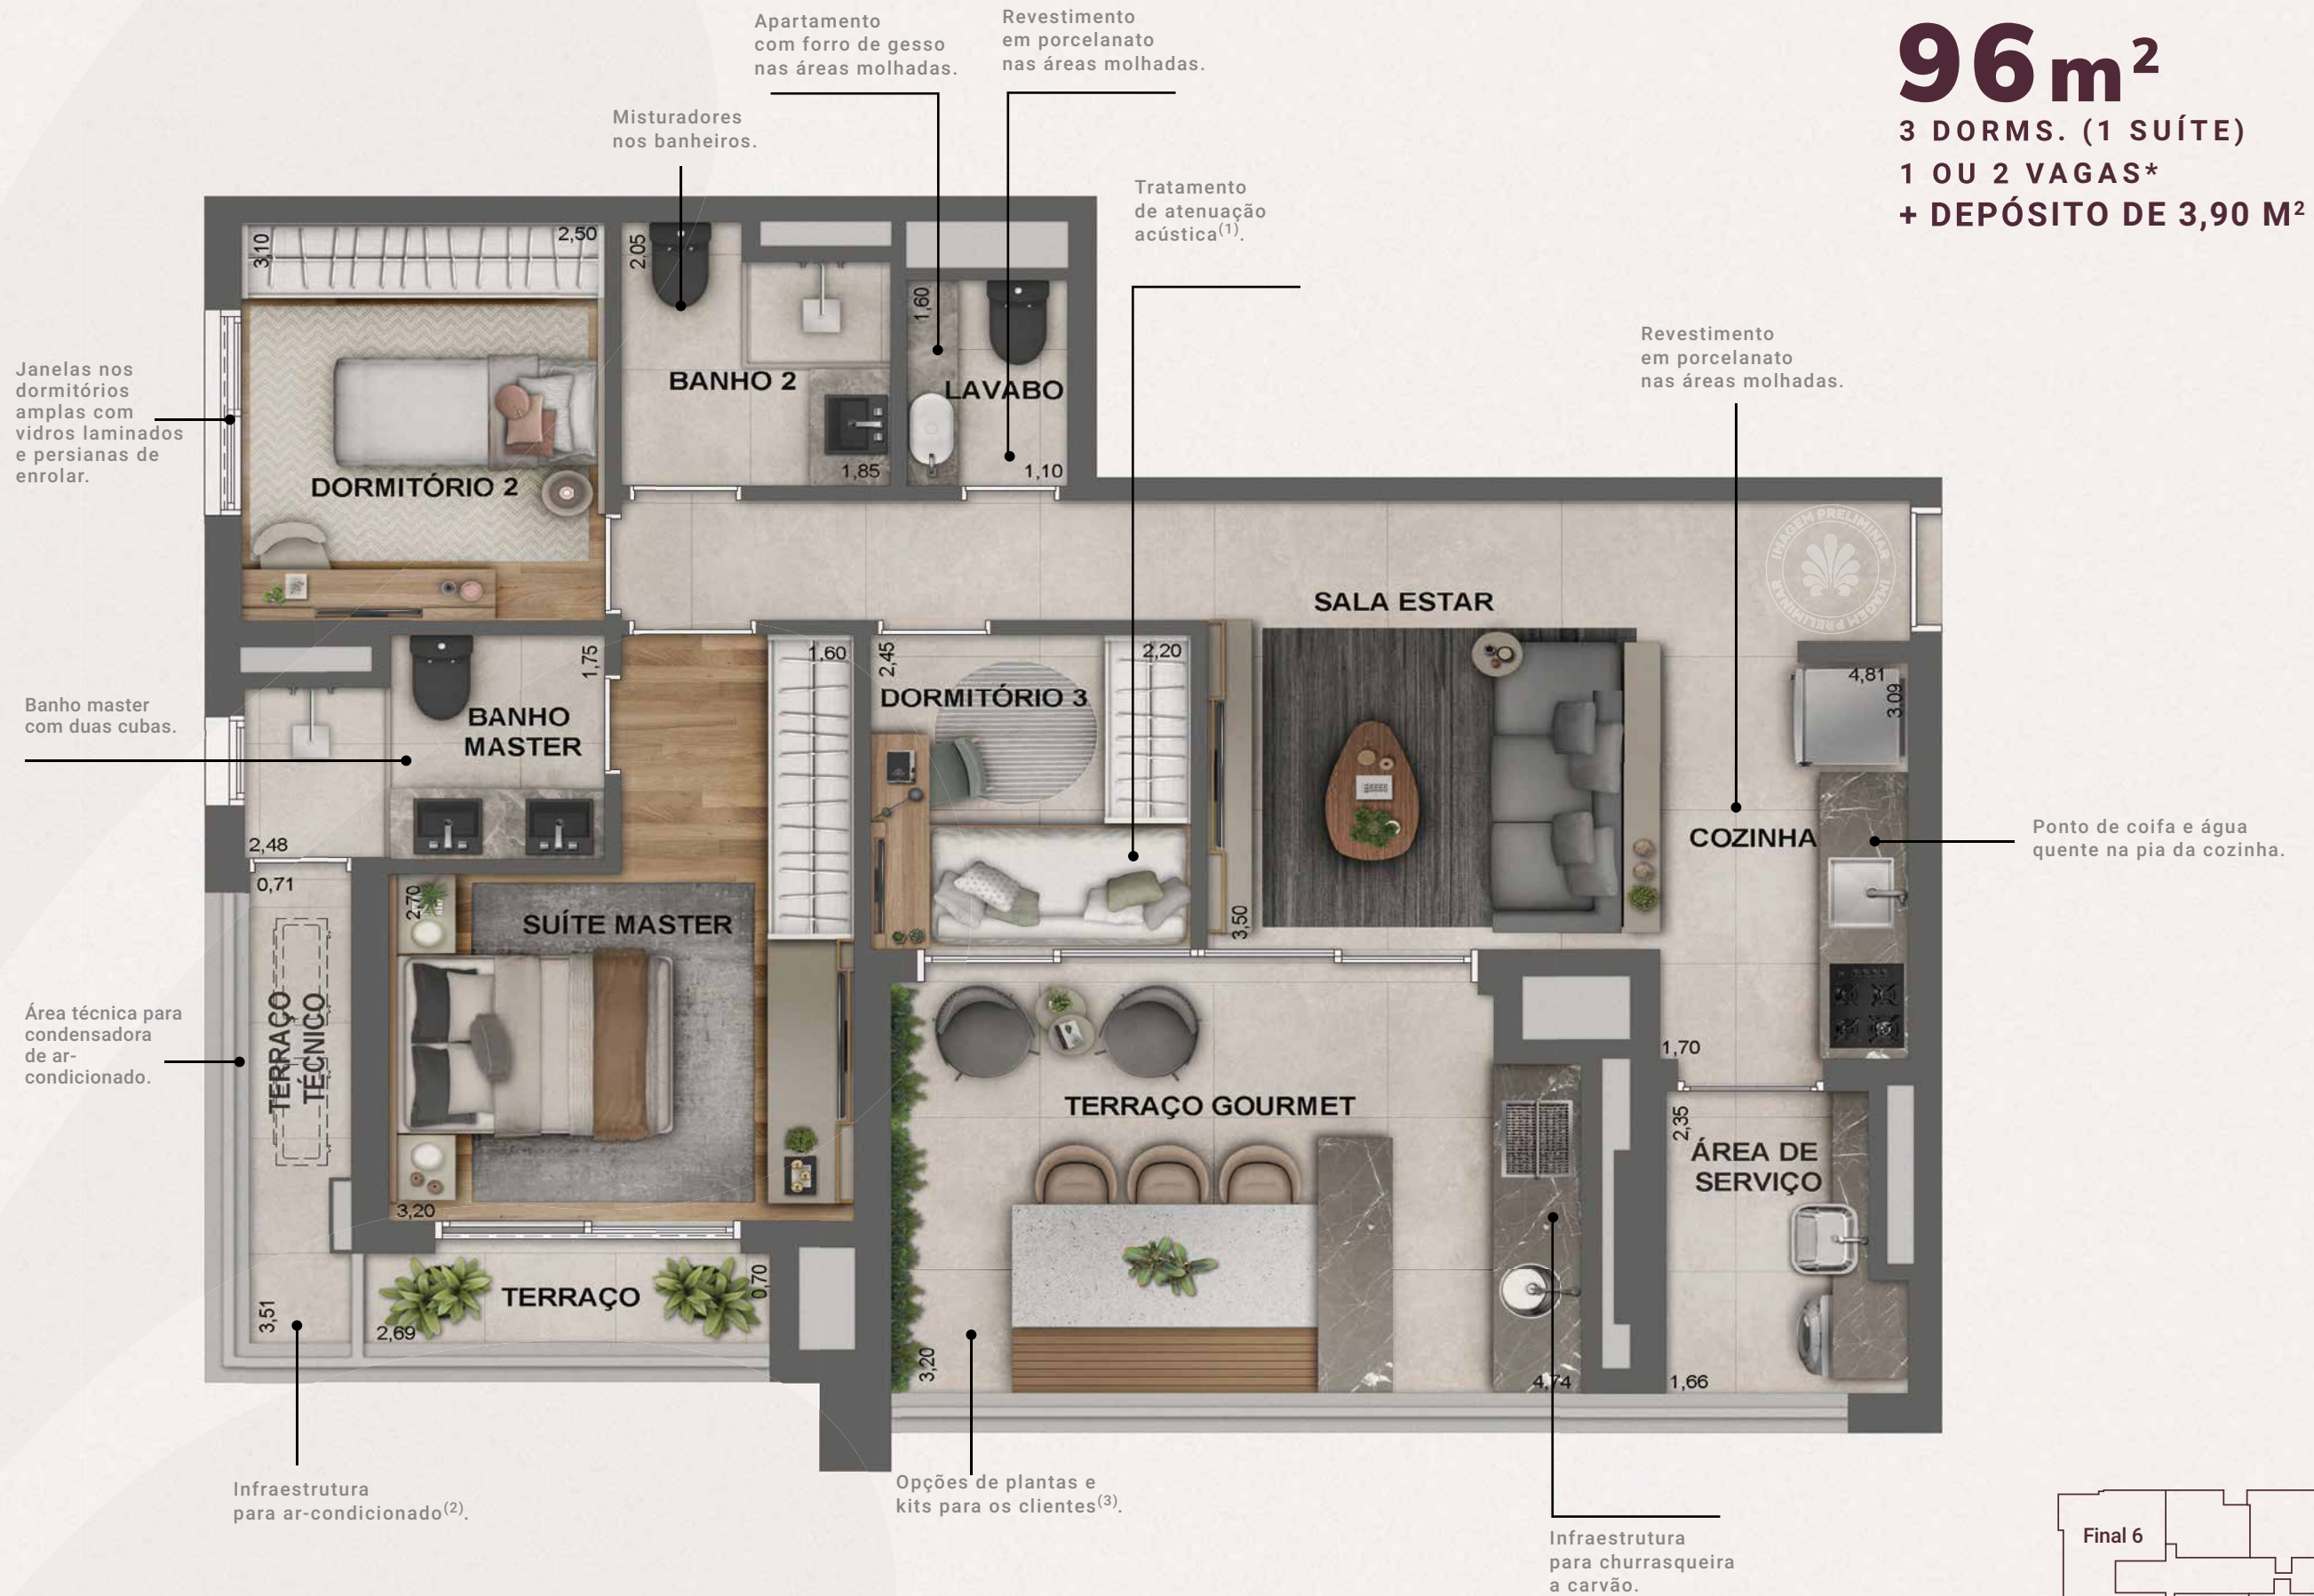 96 m²
3 DORMS. (1 SUÍTE)
1 OU 2 VAGAS*
+ DEPÓSITO DE 3,90 M²
Apartamento
com forro de gesso
nas áreas molhadas.
Revestimento
em porcelanato
nas áreas molhadas.
Misturadores
nos banheiros.
Tratamento
de atenuação
acústica(1).
Revestimento
em porcelanato
nas áreas molhadas.
Janelas nos
dormitórios
amplas com
vidros laminados
e persianas de
enrolar.
3,10
2,50
DORMITÓRIO 2
2,05
BANHO 2
1,85
1,60
LAVABO
1,10
IMAGEM PRELIMINAR
IMAGEM PRELIMINAR
SALA ESTAR
3,50
4,81
3,09
Banho master
com duas cubas.
1,75
BANHO
MASTER
2,48
1,60
2,45
2,20
DORMITÓRIO 3
COZINHA
1,70
Ponto de coifa e água
quente na pia da cozinha.
0,71
2,70
SUÍTE MASTER
3,20
Área técnica para
condensadora
de ar-
condicionado.
TERRAÇO
TÉCNICO
3,51
TERRAÇO
0,70
2,69
TERRAÇO GOURMET
3,20
4,74
2,35
ÁREA DE
SERVIÇO
1,66
Infraestrutura
para ar-condicionado(2).
Opções de plantas e
kits para os clientes(3).
Infraestrutura
para churrasqueira
a carvão.
Final 6